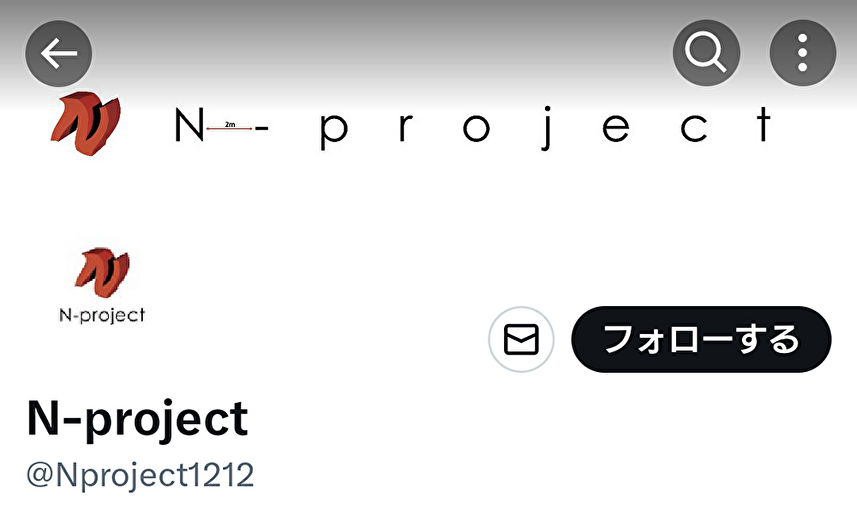 N 2m - p r o j e c t
N-project
フォローする
N-project
@Nproject1212